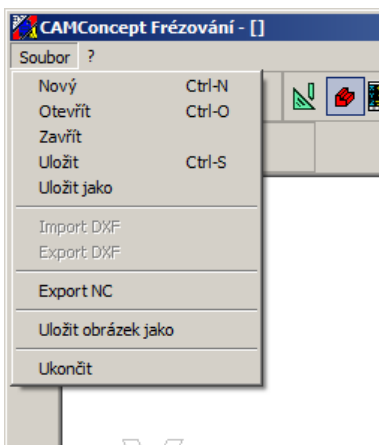 CAMConcept Frézování - []
Soubor ?
Nový Ctrl-N
Otevřít Ctrl-O
Zavřít
Uložit Ctrl-S
Uložit jako
Import DXF
Export DXF
Export NC
Uložit obrázek jako
Ukončit